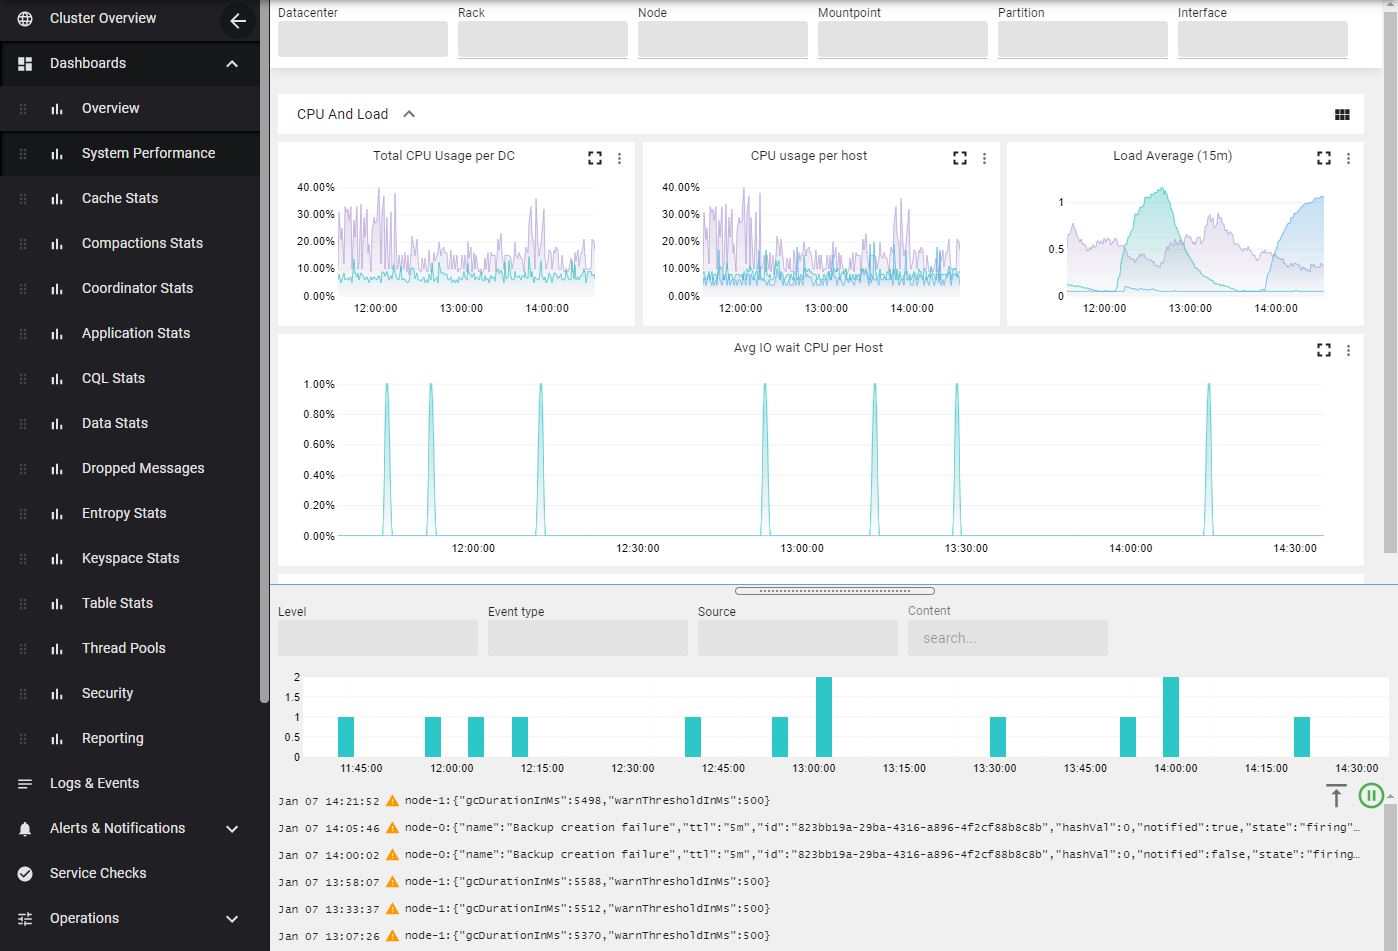 Cluster Overview
Dashboards
Overview
System Performance
Cache Stats
Compactions Stats
Coordinator Stats
Application Stats
CQL Stats
Data Stats
Dropped Messages
Entropy Stats
Keyspace Stats
Table Stats
Thread Pools
Security
Reporting
Logs & Events
Alerts & Notifications
Service Checks
Operations
Datacenter Rack Node Mountpoint Partition Interface
CPU And Load
Total CPU Usage per DC
40.00%
30.00%
20.00%
10.00%
0.00%
12:00:00 13:00:00 14:00:00
CPU usage per host
40.00%
30.00%
20.00%
10.00%
0.00%
12:00:00 13:00:00 14:00:00
Load Average (15m)
1
0.5
0
12:00:00 13:00:00 14:00:00
Avg IO wait CPU per Host
1.00%
0.80%
0.60%
0.40%
0.20%
0.00%
12:00:00 12:30:00 13:00:00 13:30:00 14:00:00 14:30:00
Level Event type Source Content
search...
2
1.5
1
0.5
0
11:45:00 12:00:00 12:15:00 12:30:00 12:45:00 13:00:00 13:15:00 13:30:00 13:45:00 14:00:00 14:15:00 14:30:00
Jan 07 14:21:52 node-1:{"gcDurationInMs":5498,"warnThresholdInMs":500}
Jan 07 14:05:46 node-0:{"name":"Backup creation failure","ttl":"5m","id":"823bb19a-29ba-4316-a896-4f2cf88b8c8b","hashVal":0,"notified":true,"state":"firing"…
Jan 07 14:00:02 node-0:{"name":"Backup creation failure","ttl":"5m","id":"823bb19a-29ba-4316-a896-4f2cf88b8c8b","hashVal":0,"notified":false,"state":"firing…
Jan 07 13:58:07 node-1:{"gcDurationInMs":5588,"warnThresholdInMs":500}
Jan 07 13:33:37 node-1:{"gcDurationInMs":5512,"warnThresholdInMs":500}
Jan 07 13:07:26 node-1:{"gcDurationInMs":5370,"warnThresholdInMs":500}